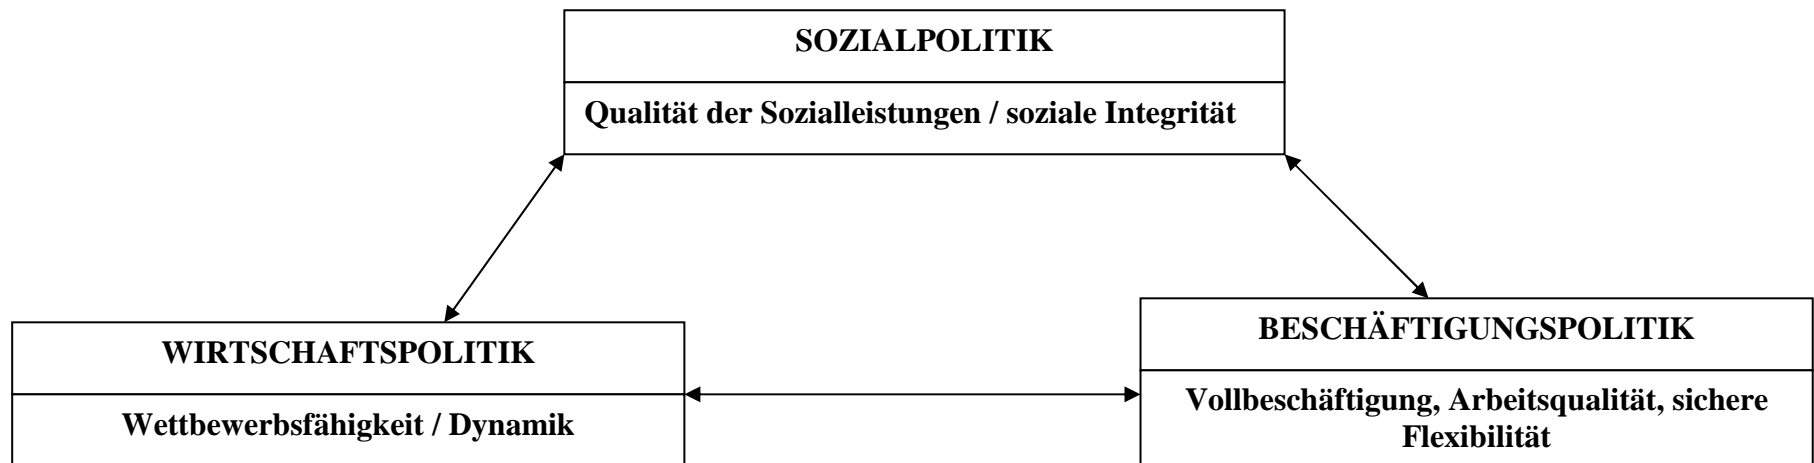 SOZIALPOLITIK
Qualität der Sozialleistungen / soziale Integrität
WIRTSCHAFTSPOLITIK
Wettbewerbsfähigkeit / Dynamik
BESCHÄFTIGUNGSPOLITIK
Vollbeschäftigung, Arbeitsqualität, sichere
Flexibilität